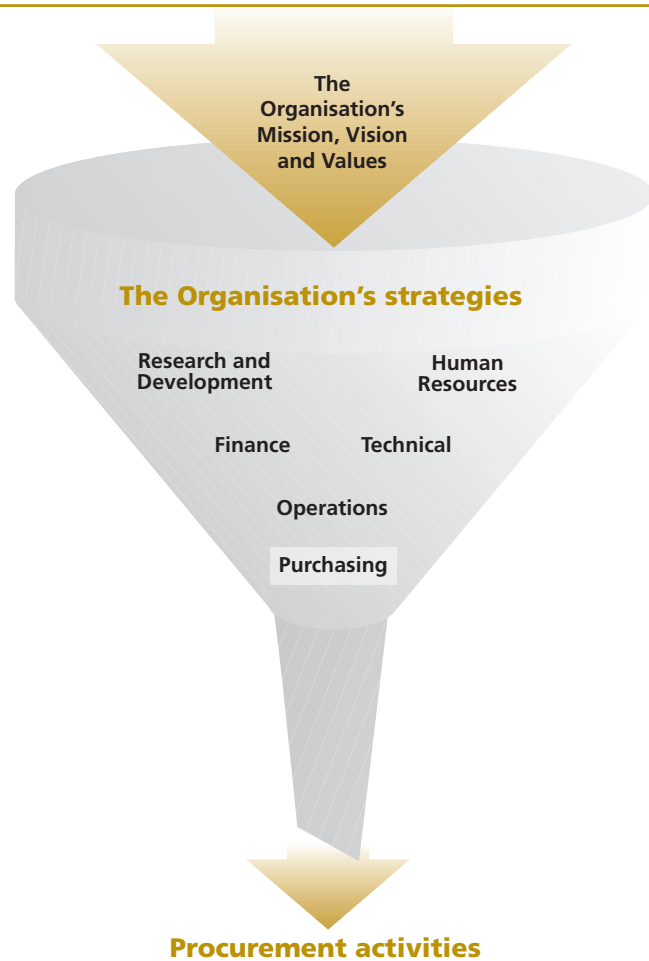 The
Organisation’s
Mission, Vision
and Values
The Organisation’s strategies
Research and
Development
Human
Resources
Finance
Technical
Operations
Purchasing
Procurement activities